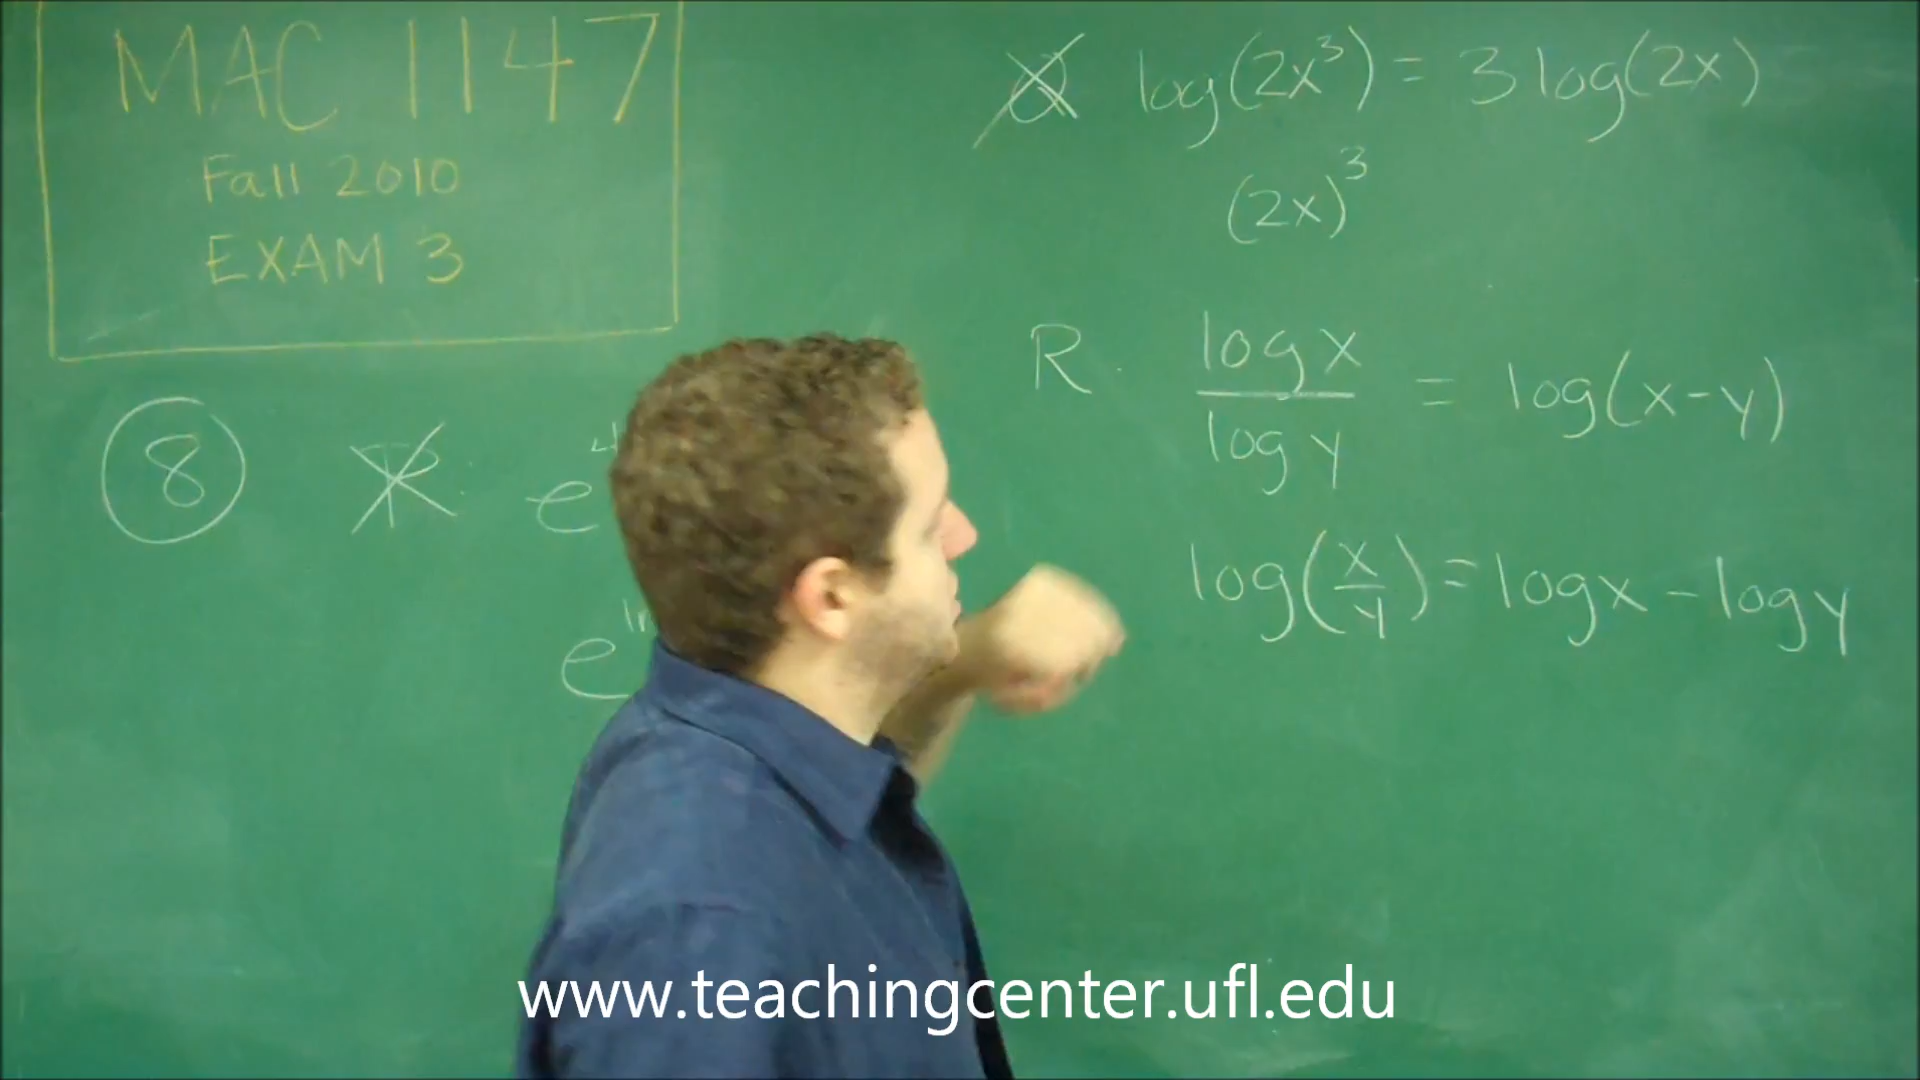 MAC 1147
Fall 2010
EXAM 3
8 P. e
e
Q log(2x³) = 3 log(2x)
(2x)³
R. log x / log y = log(x-y)
log(x/y) = log x - log y
www.teachingcenter.ufl.edu